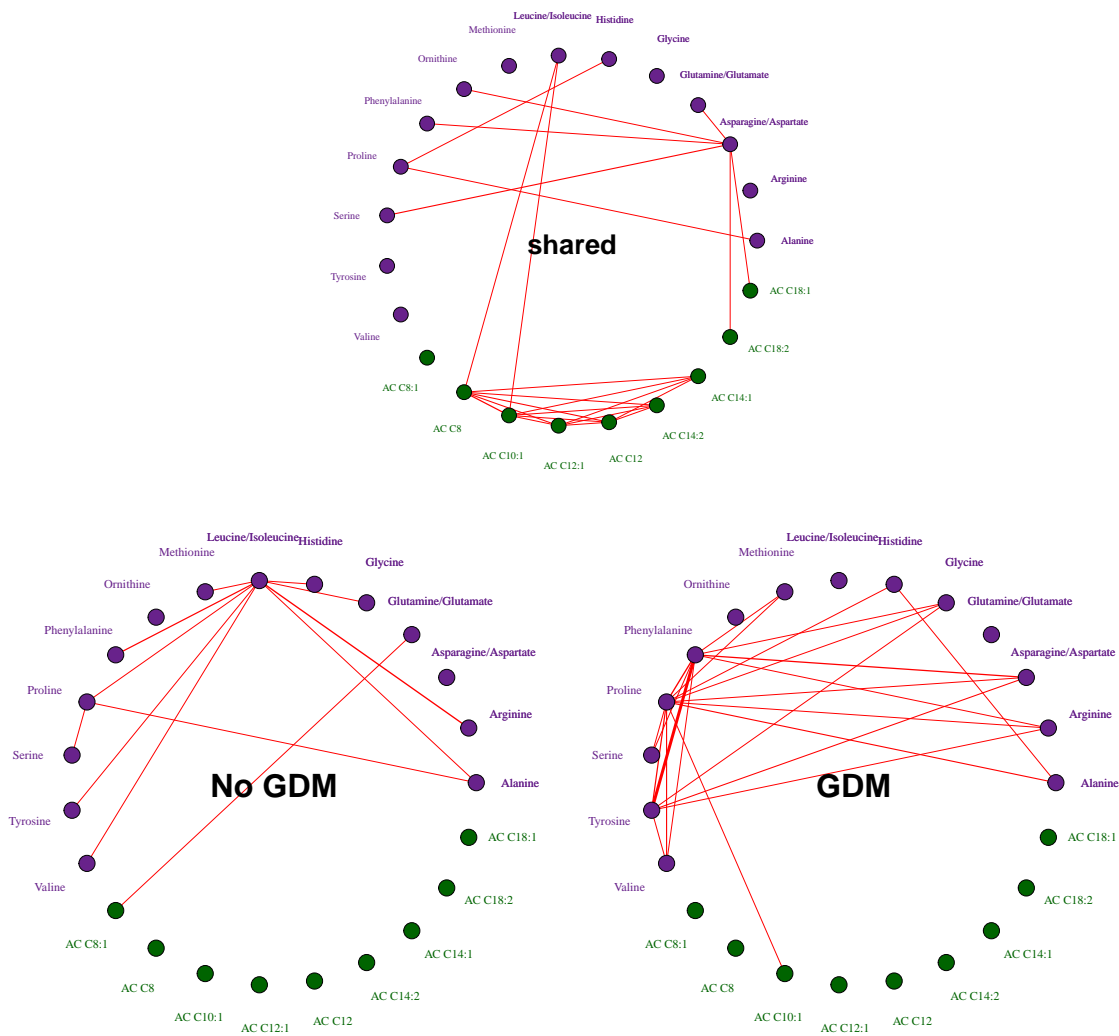 Leucine/Isoleucine Histidine
Methionine
Glycine
Ornithine
Glutamine/Glutamate
Phenylalanine
Asparagine/Aspartate
Proline
Arginine
Serine
shared
Alanine
Tyrosine
AC C18:1
Valine
AC C18:2
AC C8:1
AC C14:1
AC C8
AC C14:2
AC C10:1
AC C12
AC C12:1
Leucine/Isoleucine Histidine
Methionine
Glycine
Ornithine
Glutamine/Glutamate
Phenylalanine
Asparagine/Aspartate
Proline
Arginine
Serine
No GDM
Alanine
Tyrosine
AC C18:1
Valine
AC C18:2
AC C8:1
AC C14:1
AC C8
AC C14:2
AC C10:1
AC C12
AC C12:1
Leucine/Isoleucine Histidine
Methionine
Glycine
Ornithine
Glutamine/Glutamate
Phenylalanine
Asparagine/Aspartate
Proline
Arginine
Serine
GDM
Alanine
Tyrosine
AC C18:1
Valine
AC C18:2
AC C8:1
AC C14:1
AC C8
AC C14:2
AC C10:1
AC C12
AC C12:1